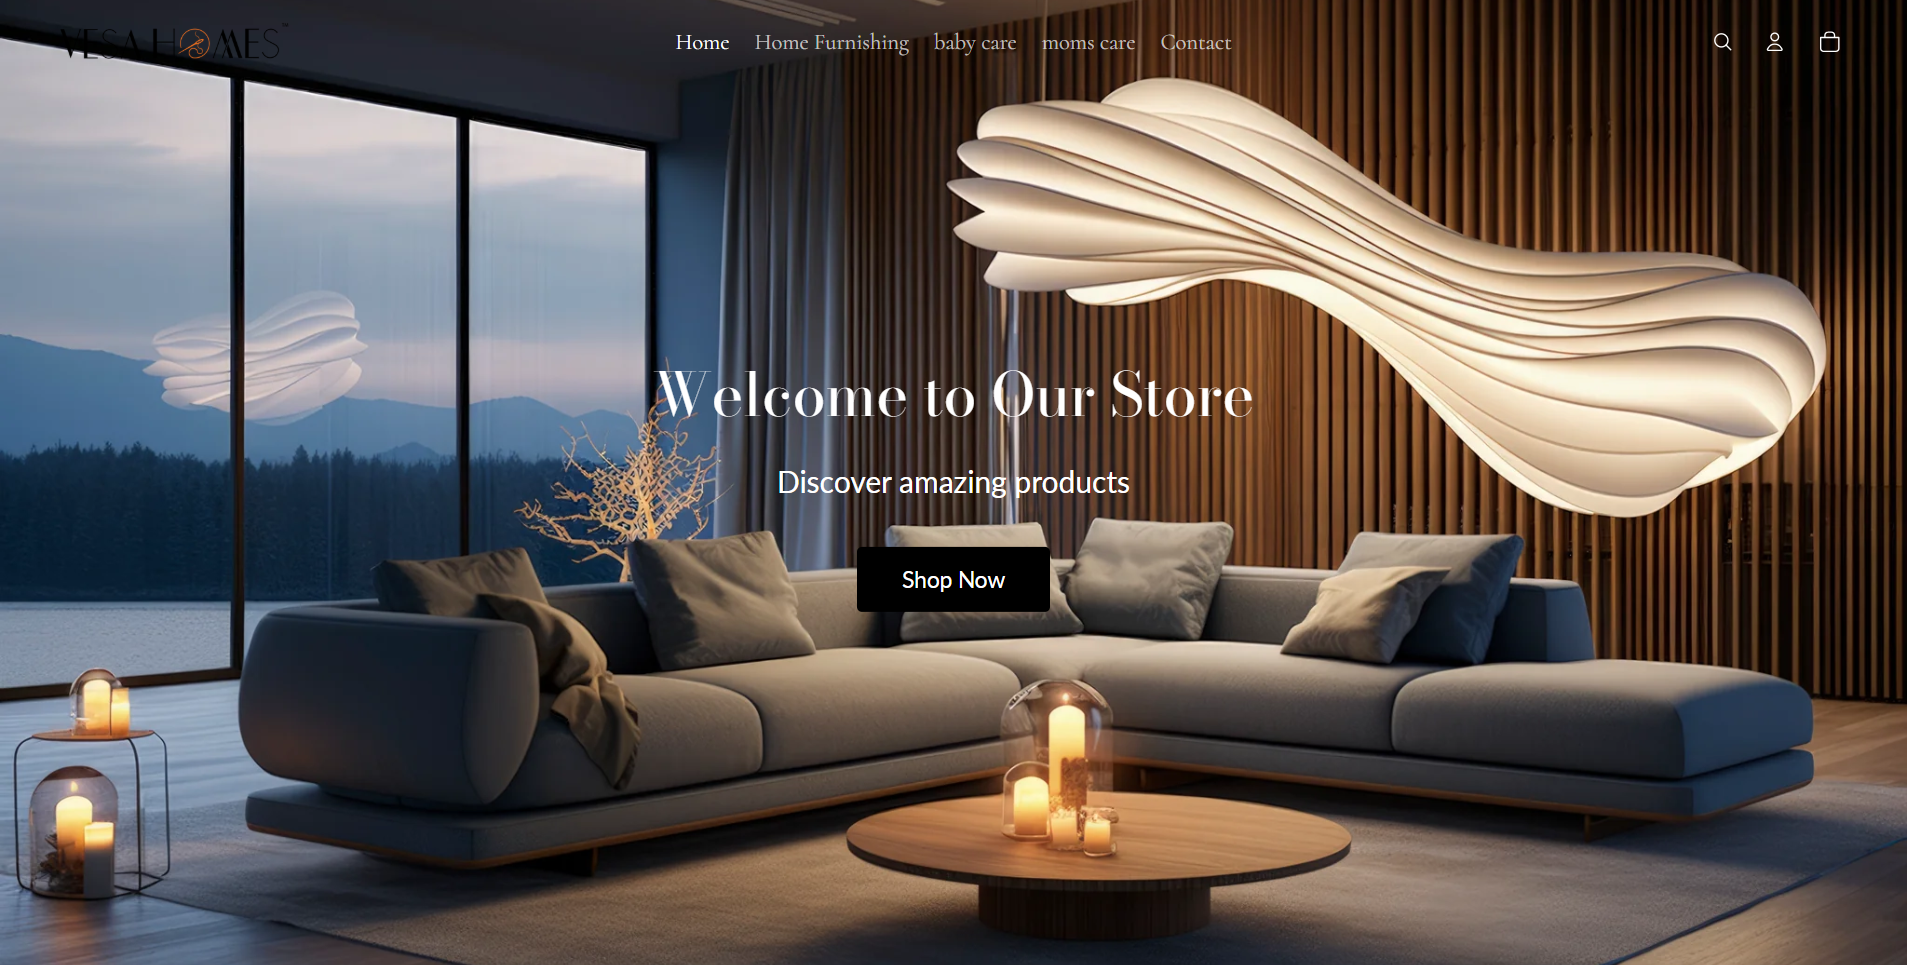 VESA HOMES™
Home Home Furnishing baby care moms care Contact
Welcome to Our Store
Discover amazing products
Shop Now